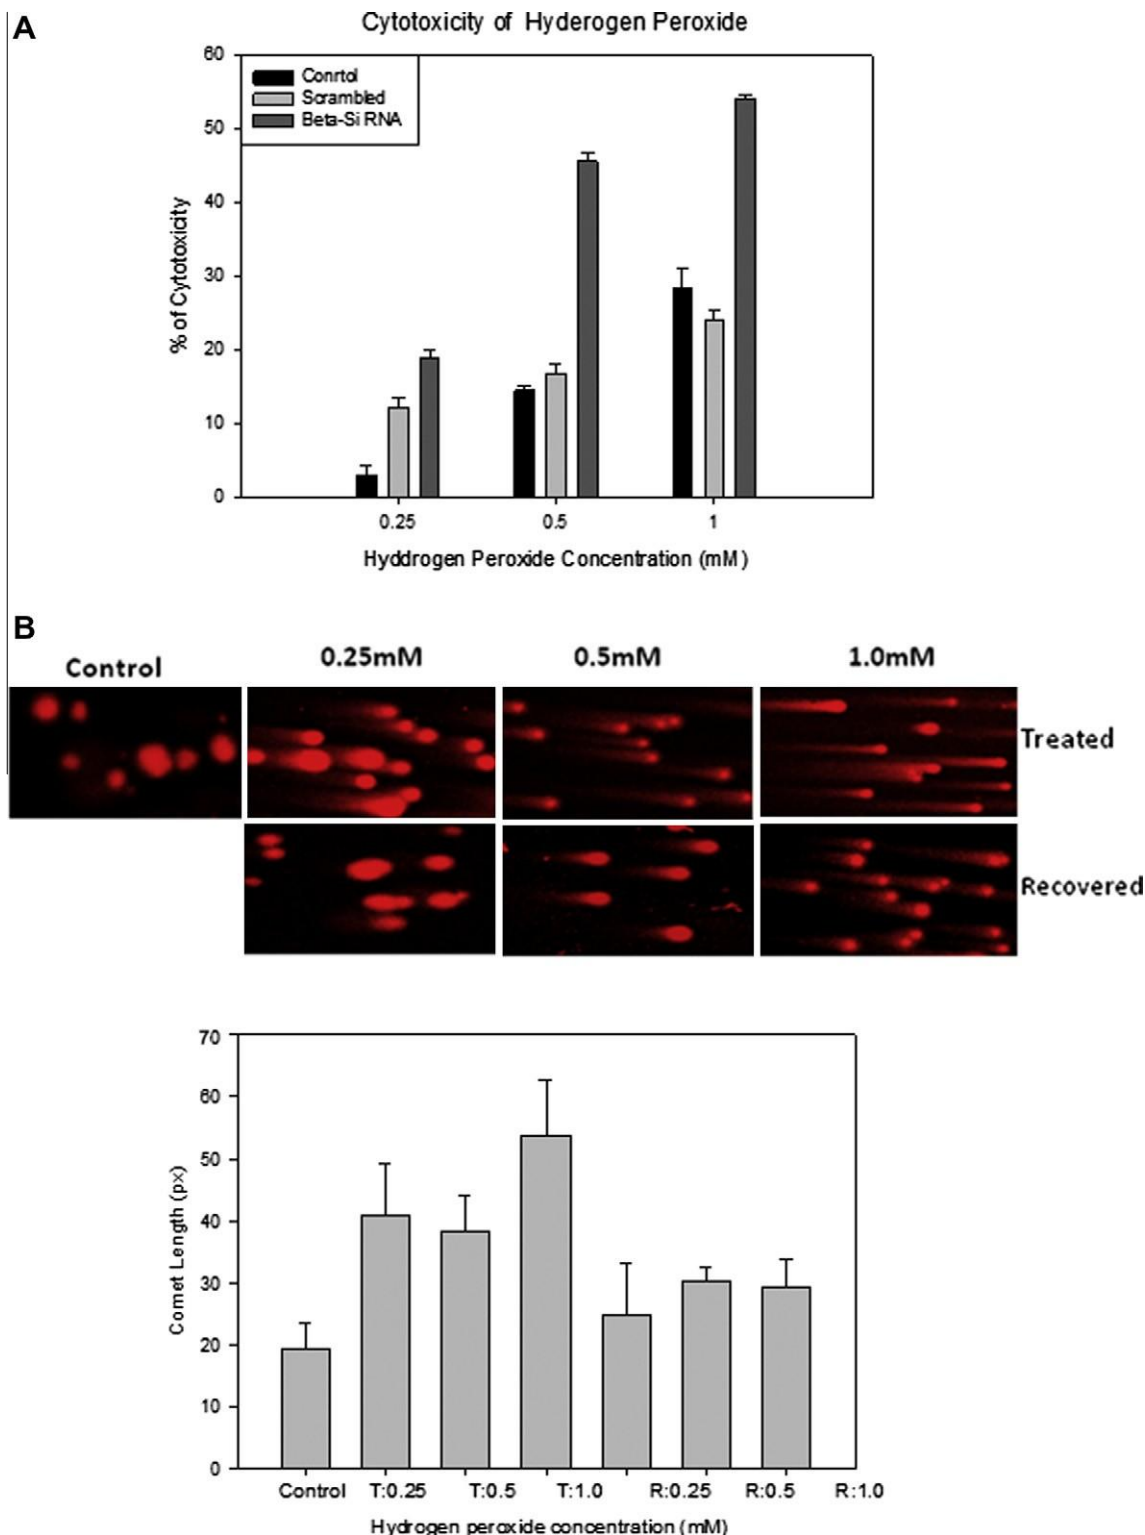 A
Cytotoxicity of Hyderogen Peroxide
60
50
40
30
20
10
0
Conrtol
Scrambled
Beta-Si RNA
% of Cytotoxicity
0.25 0.5 1
Hyddrogen Peroxide Concentration (mM)
B
Control 0.25mM 0.5mM 1.0mM
Treated
Recovered
70
60
50
40
30
20
10
0
Comet Length (px)
Control T:0.25 T:0.5 T:1.0 R:0.25 R:0.5 R:1.0
Hydrogen peroxide concentration (mM)